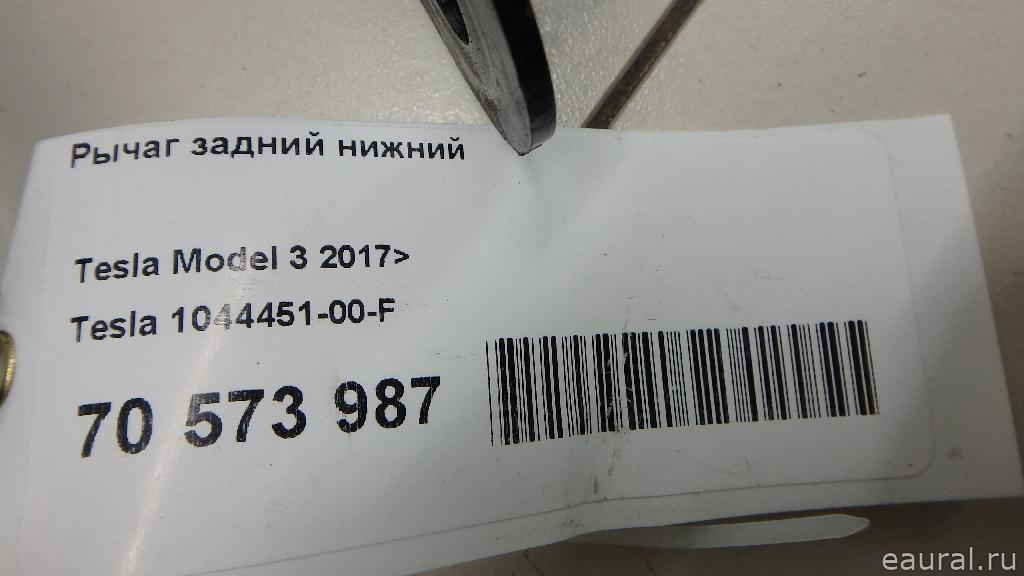 Рычаг задний нижний
Tesla Model 3 2017>
Tesla 1044451-00-F
70 573 987
eaural.ru